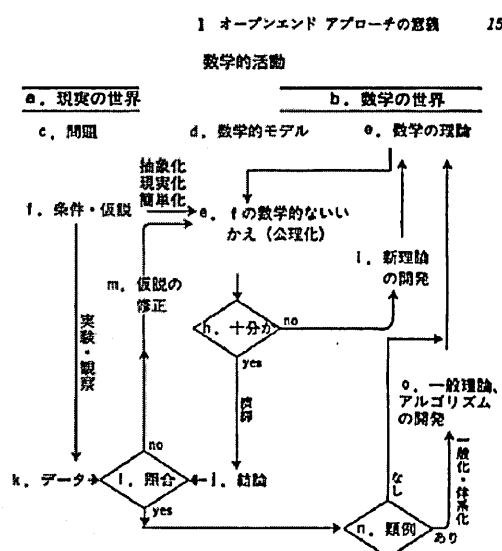 1 オープンエンド アプローチの意義 15
数学的活動
a. 現実の世界
b. 数学の世界
c. 問題
d. 数学的モデル
e. 数学の理論
抽象化
現実化
簡単化
f. 条件・仮説
e. fの数学的ないい
かえ(公理化)
i. 新理論
の開発
m. 仮説の
修正
h. 十分か
no
yes
実験・観察
演繹
o. 一般理論、
アルゴリズム
の開発
no
k. データ
l. 照合
j. 結論
yes
なし
一般化・体系化
n. 類例
あり